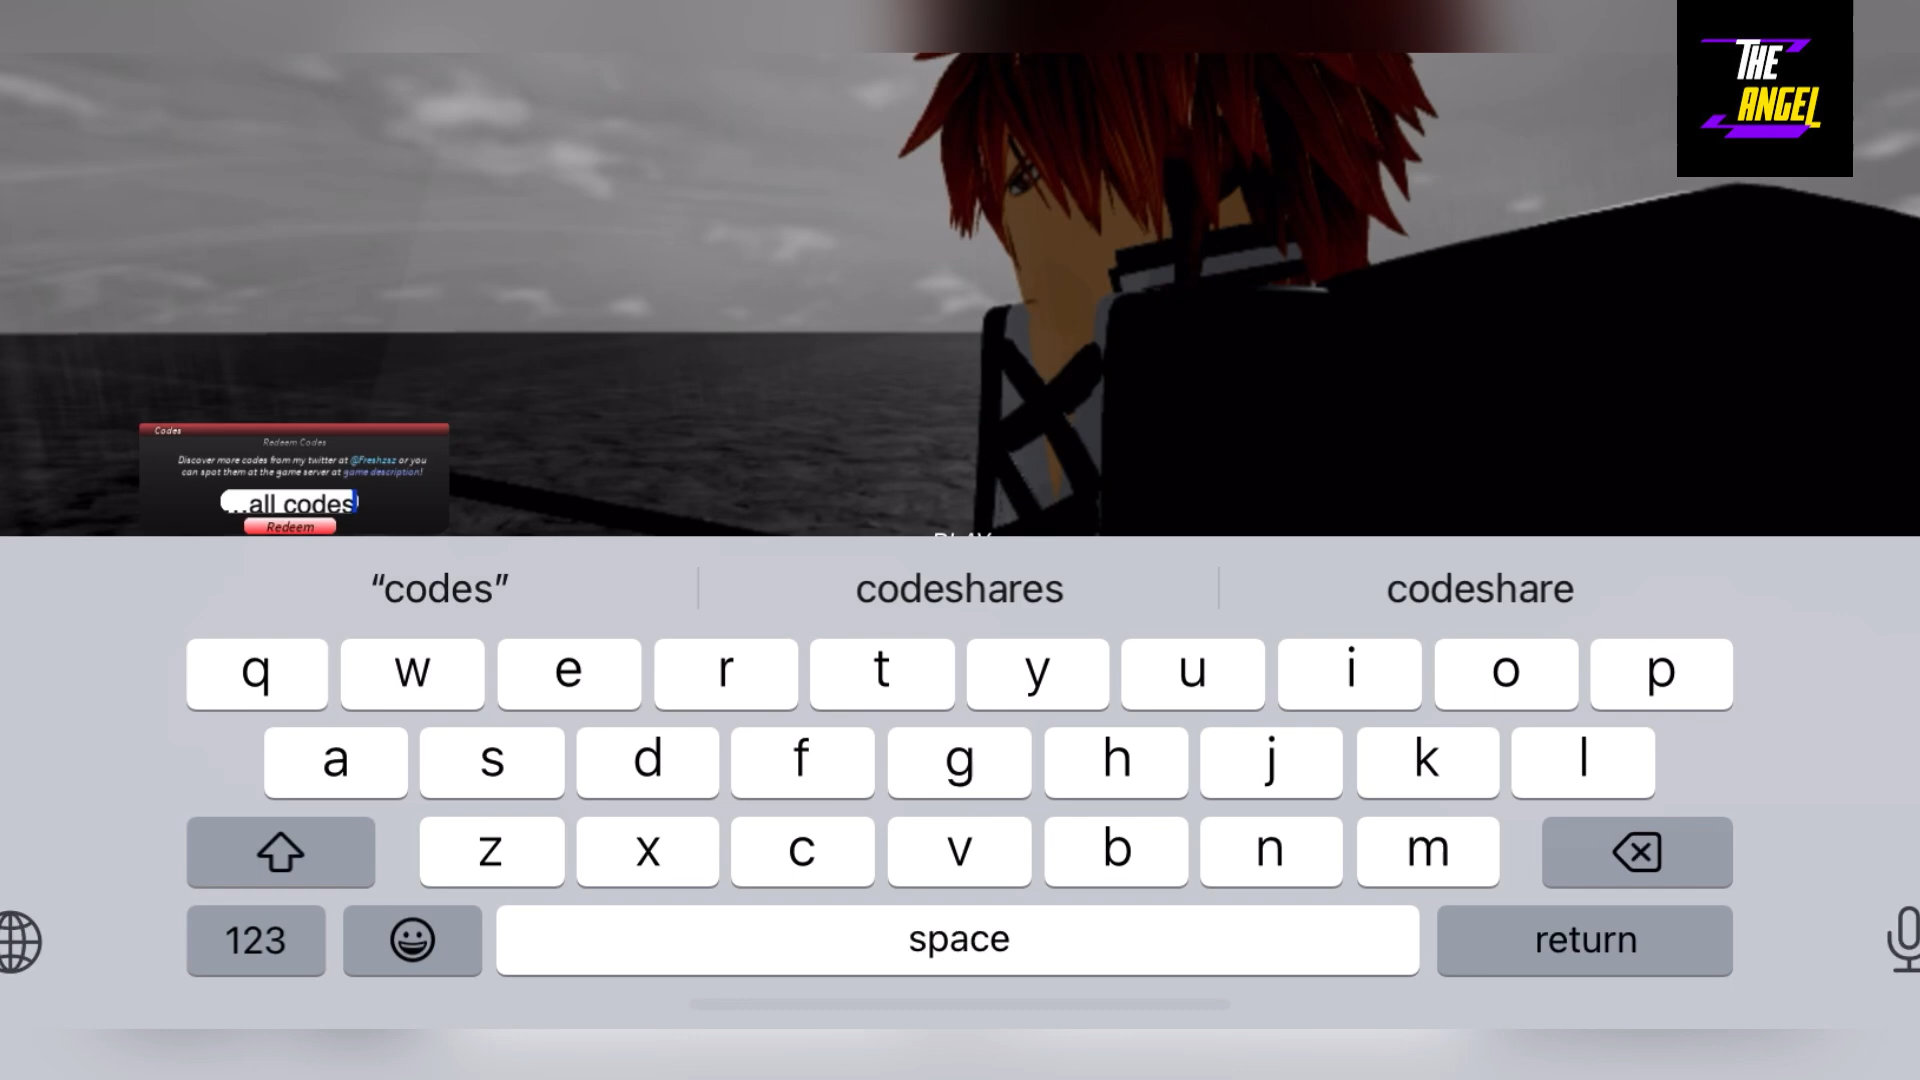 THE
ANGEL
Codes
Redeem Codes
Discover more codes from my twitter at @Freshzsz or you
can spot them at the game server at game description!
...all codes
Redeem
PLAY
“codes” codeshares codeshare
q w e r t y u i o p
a s d f g h j k l
z x c v b n m
123 space return